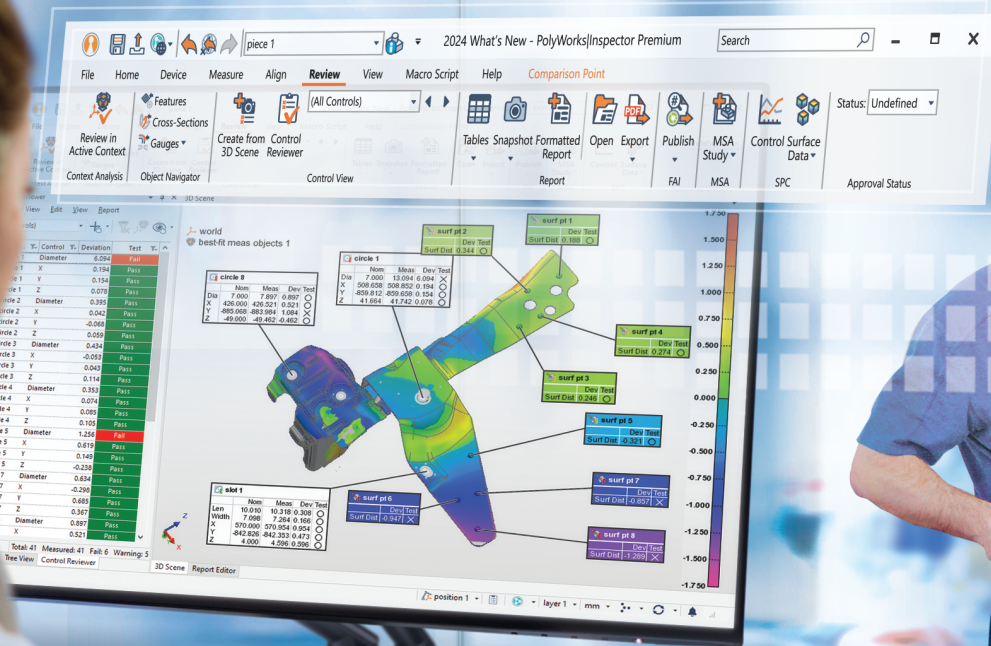 piece 1
2024 What's New - PolyWorks|Inspector Premium
Search
File Home Device Measure Align Review View Macro Script Help Comparison Point
Review in Active Context
Context Analysis
Features
Cross-Sections
Gauges
Object Navigator
(All Controls)
Create from 3D Scene
Control Reviewer
Control View
Tables
Snapshot
Formatted Report
Open
Export
Report
Publish
FAI
MSA Study
MSA
Control
Surface Data
SPC
Status: Undefined
Approval Status
View Edit View Report
Control Deviation Test
Diameter 6.094 Fail
X 0.194 Pass
Y 0.154 Pass
Z 0.078 Pass
Diameter 0.395 Pass
X 0.042 Pass
Y -0.068 Pass
Z 0.059 Pass
Diameter 0.434 Pass
X -0.053 Pass
Y 0.043 Pass
Z 0.114 Pass
Diameter 0.353 Pass
X 0.074 Pass
Y 0.085 Pass
Z 0.105 Pass
Diameter 1.256 Fail
X 0.619 Pass
Y 0.149 Pass
Z -0.238 Pass
Diameter 0.634 Pass
X -0.298 Pass
Y 0.685 Pass
Z 0.367 Pass
Diameter 0.897 Pass
X 0.521 Pass
Total: 41 Measured: 41 Fail: 6 Warning: 5
Tree View Control Reviewer
3D Scene
world
best-fit meas objects 1
circle 8
Nom Meas Dev Test
Dia 7.000 7.897 0.897
X 426.000 426.521 0.521
Y -885.068 -883.984 1.084
Z -49.000 -49.462 -0.462
circle 1
Nom Meas Dev Test
Dia 7.000 13.094 6.094
X 508.658 508.852 0.194
Y -859.812 -859.658 0.154
Z 41.664 41.742 0.078
surf pt 2
Dev Test
Surf Dist 0.344
surf pt 1
Dev Test
Surf Dist 0.188
surf pt 4
Dev Test
Surf Dist 0.274
surf pt 3
Dev Test
Surf Dist 0.246
surf pt 5
Dev Test
Surf Dist -0.321
surf pt 7
Dev Test
Surf Dist -0.857
surf pt 6
Dev Test
Surf Dist -0.947
surf pt 8
Dev Test
Surf Dist -1.289
slot 1
Nom Meas Dev Test
Len 10.010 10.318 0.308
Width 7.098 7.264 0.166
X 570.000 570.954 0.954
Y -842.826 -842.353 0.473
Z 4.000 4.596 0.596
1.750
1.500
1.250
1.000
0.750
0.500
0.250
0.000
-0.250
-0.500
-0.750
-1.000
-1.250
-1.500
-1.750
Z
X
3D Scene Report Editor
position 1
layer 1
mm